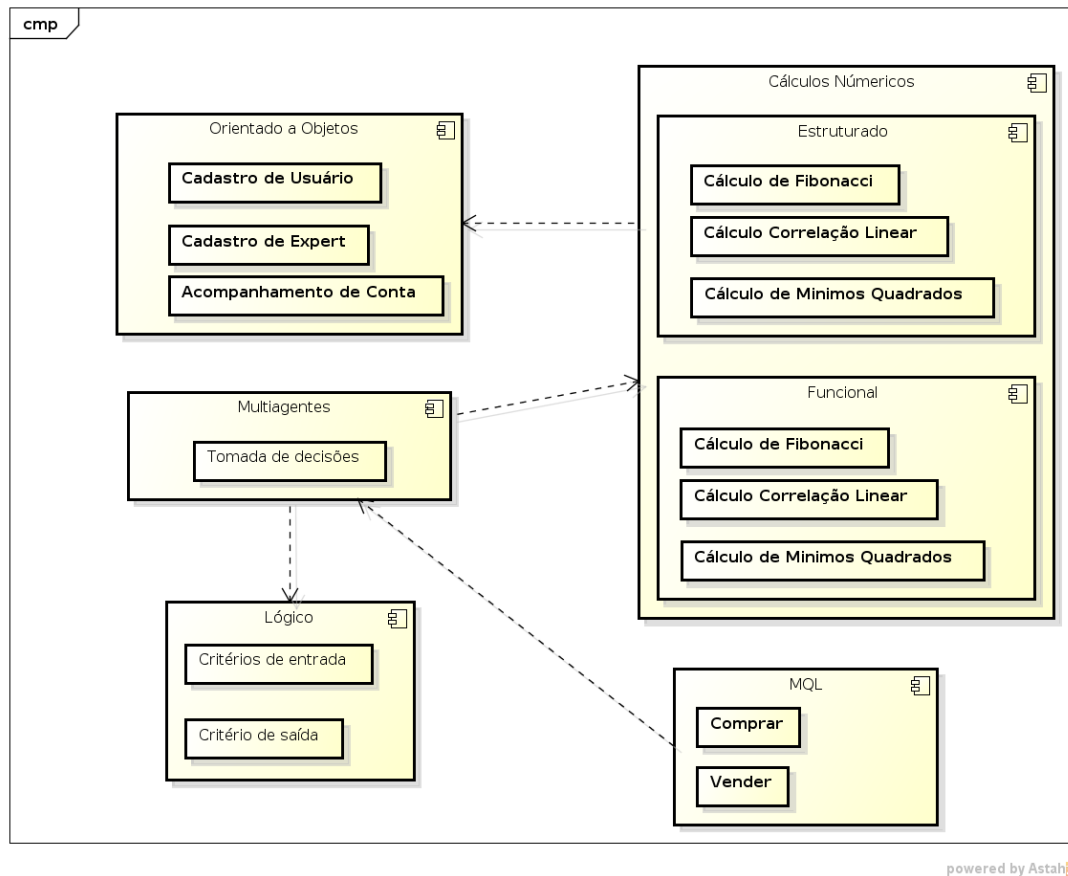 cmp
Orientado a Objetos
Cadastro de Usuário
Cadastro de Expert
Acompanhamento de Conta
Cálculos Númericos
Estruturado
Cálculo de Fibonacci
Cálculo Correlação Linear
Cálculo de Minimos Quadrados
Multiagentes
Tomada de decisões
Funcional
Cálculo de Fibonacci
Cálculo Correlação Linear
Cálculo de Minimos Quadrados
Lógico
Critérios de entrada
Critério de saída
MQL
Comprar
Vender
powered by Astah